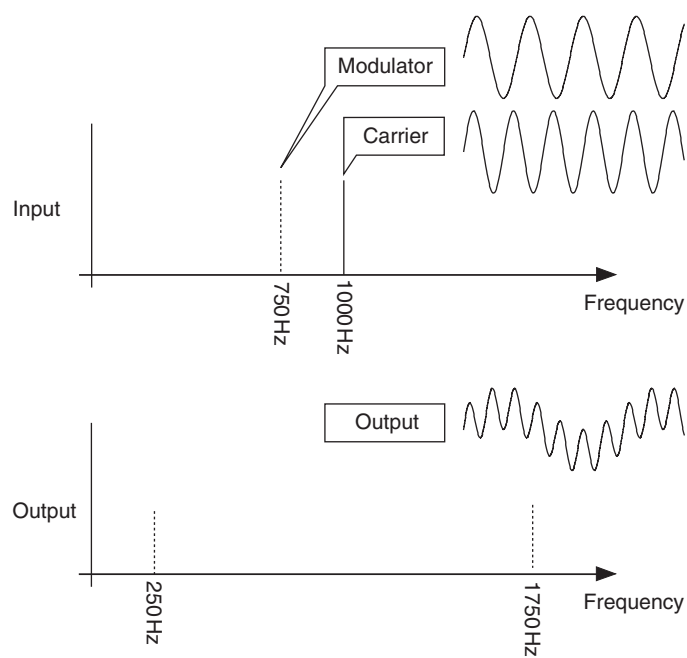 Modulator
Carrier
Input
750Hz
1000Hz
Frequency
Output
Output
250Hz
1750Hz
Frequency